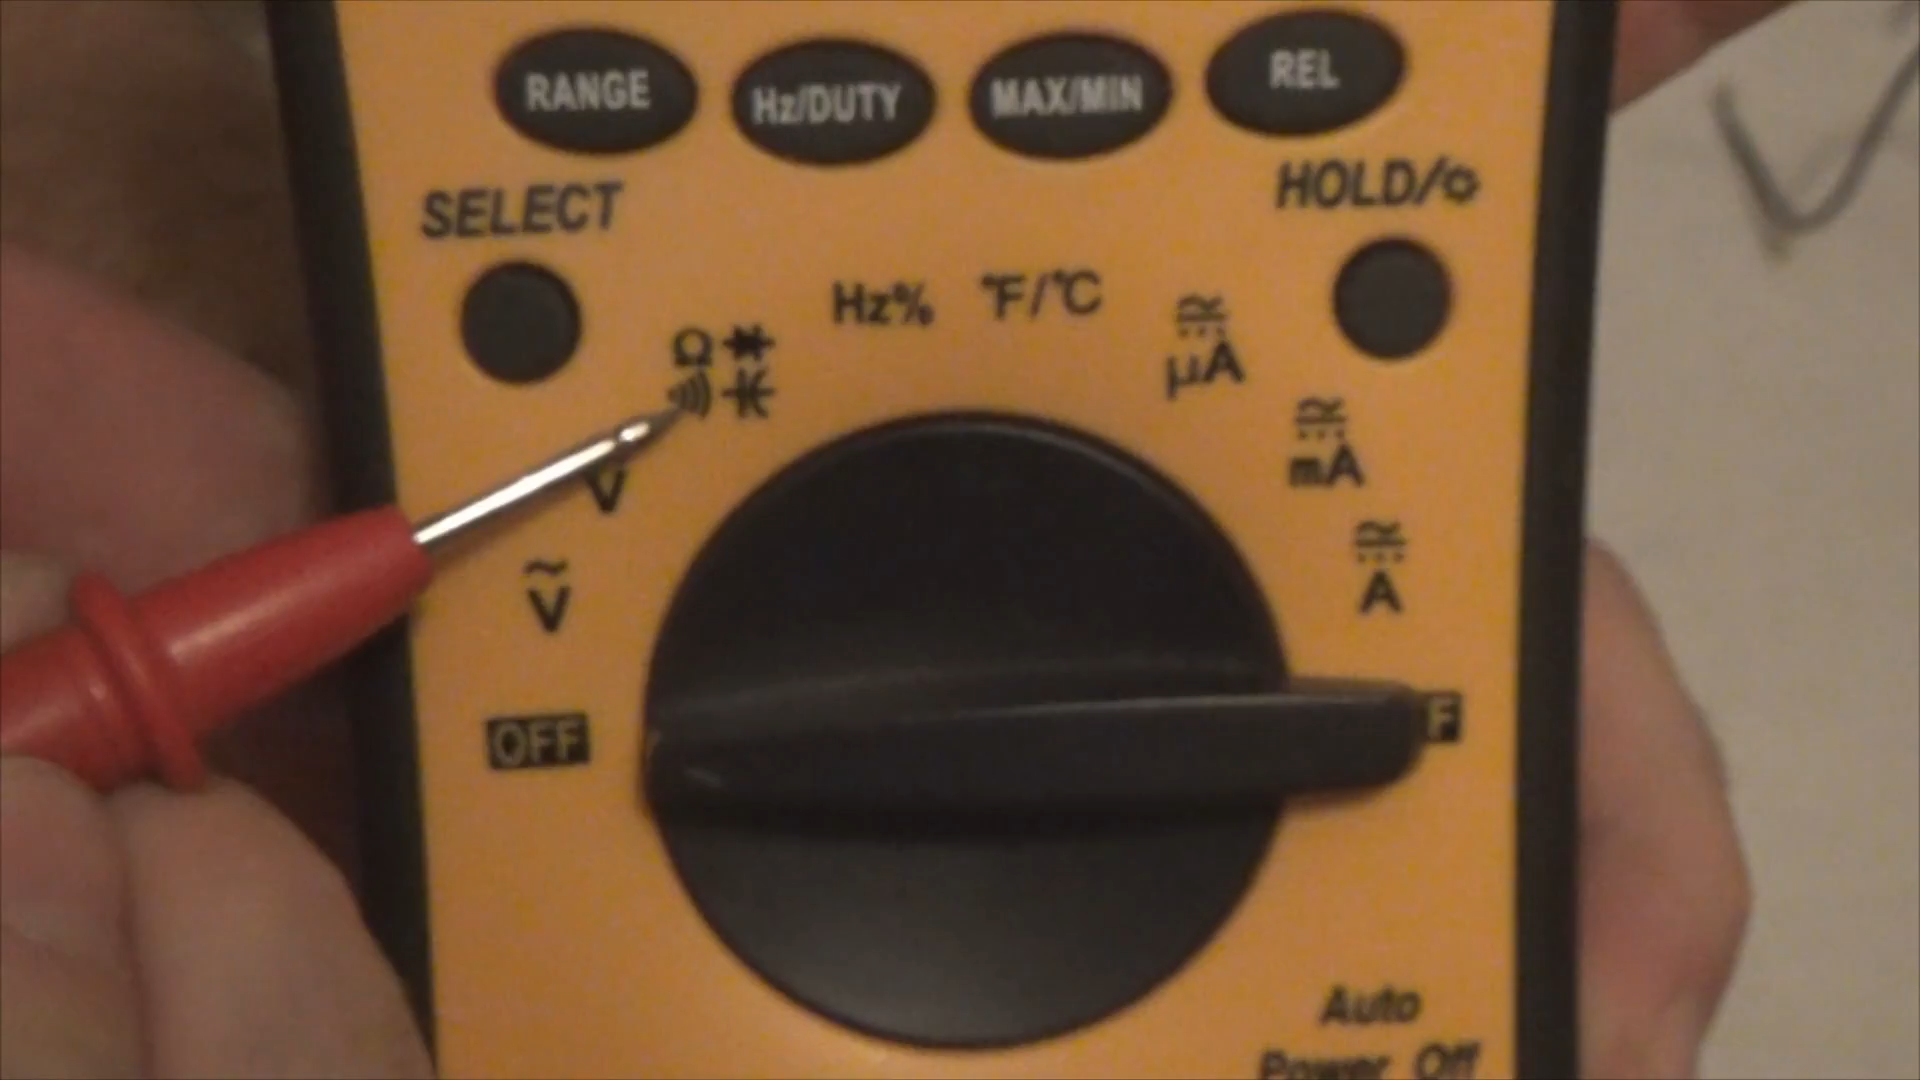 RANGE Hz/DUTY MAX/MIN REL
SELECT HOLD/
Hz% °F/°C
Ω
μA
mA
V
V
A
OFF
Auto
Power Off